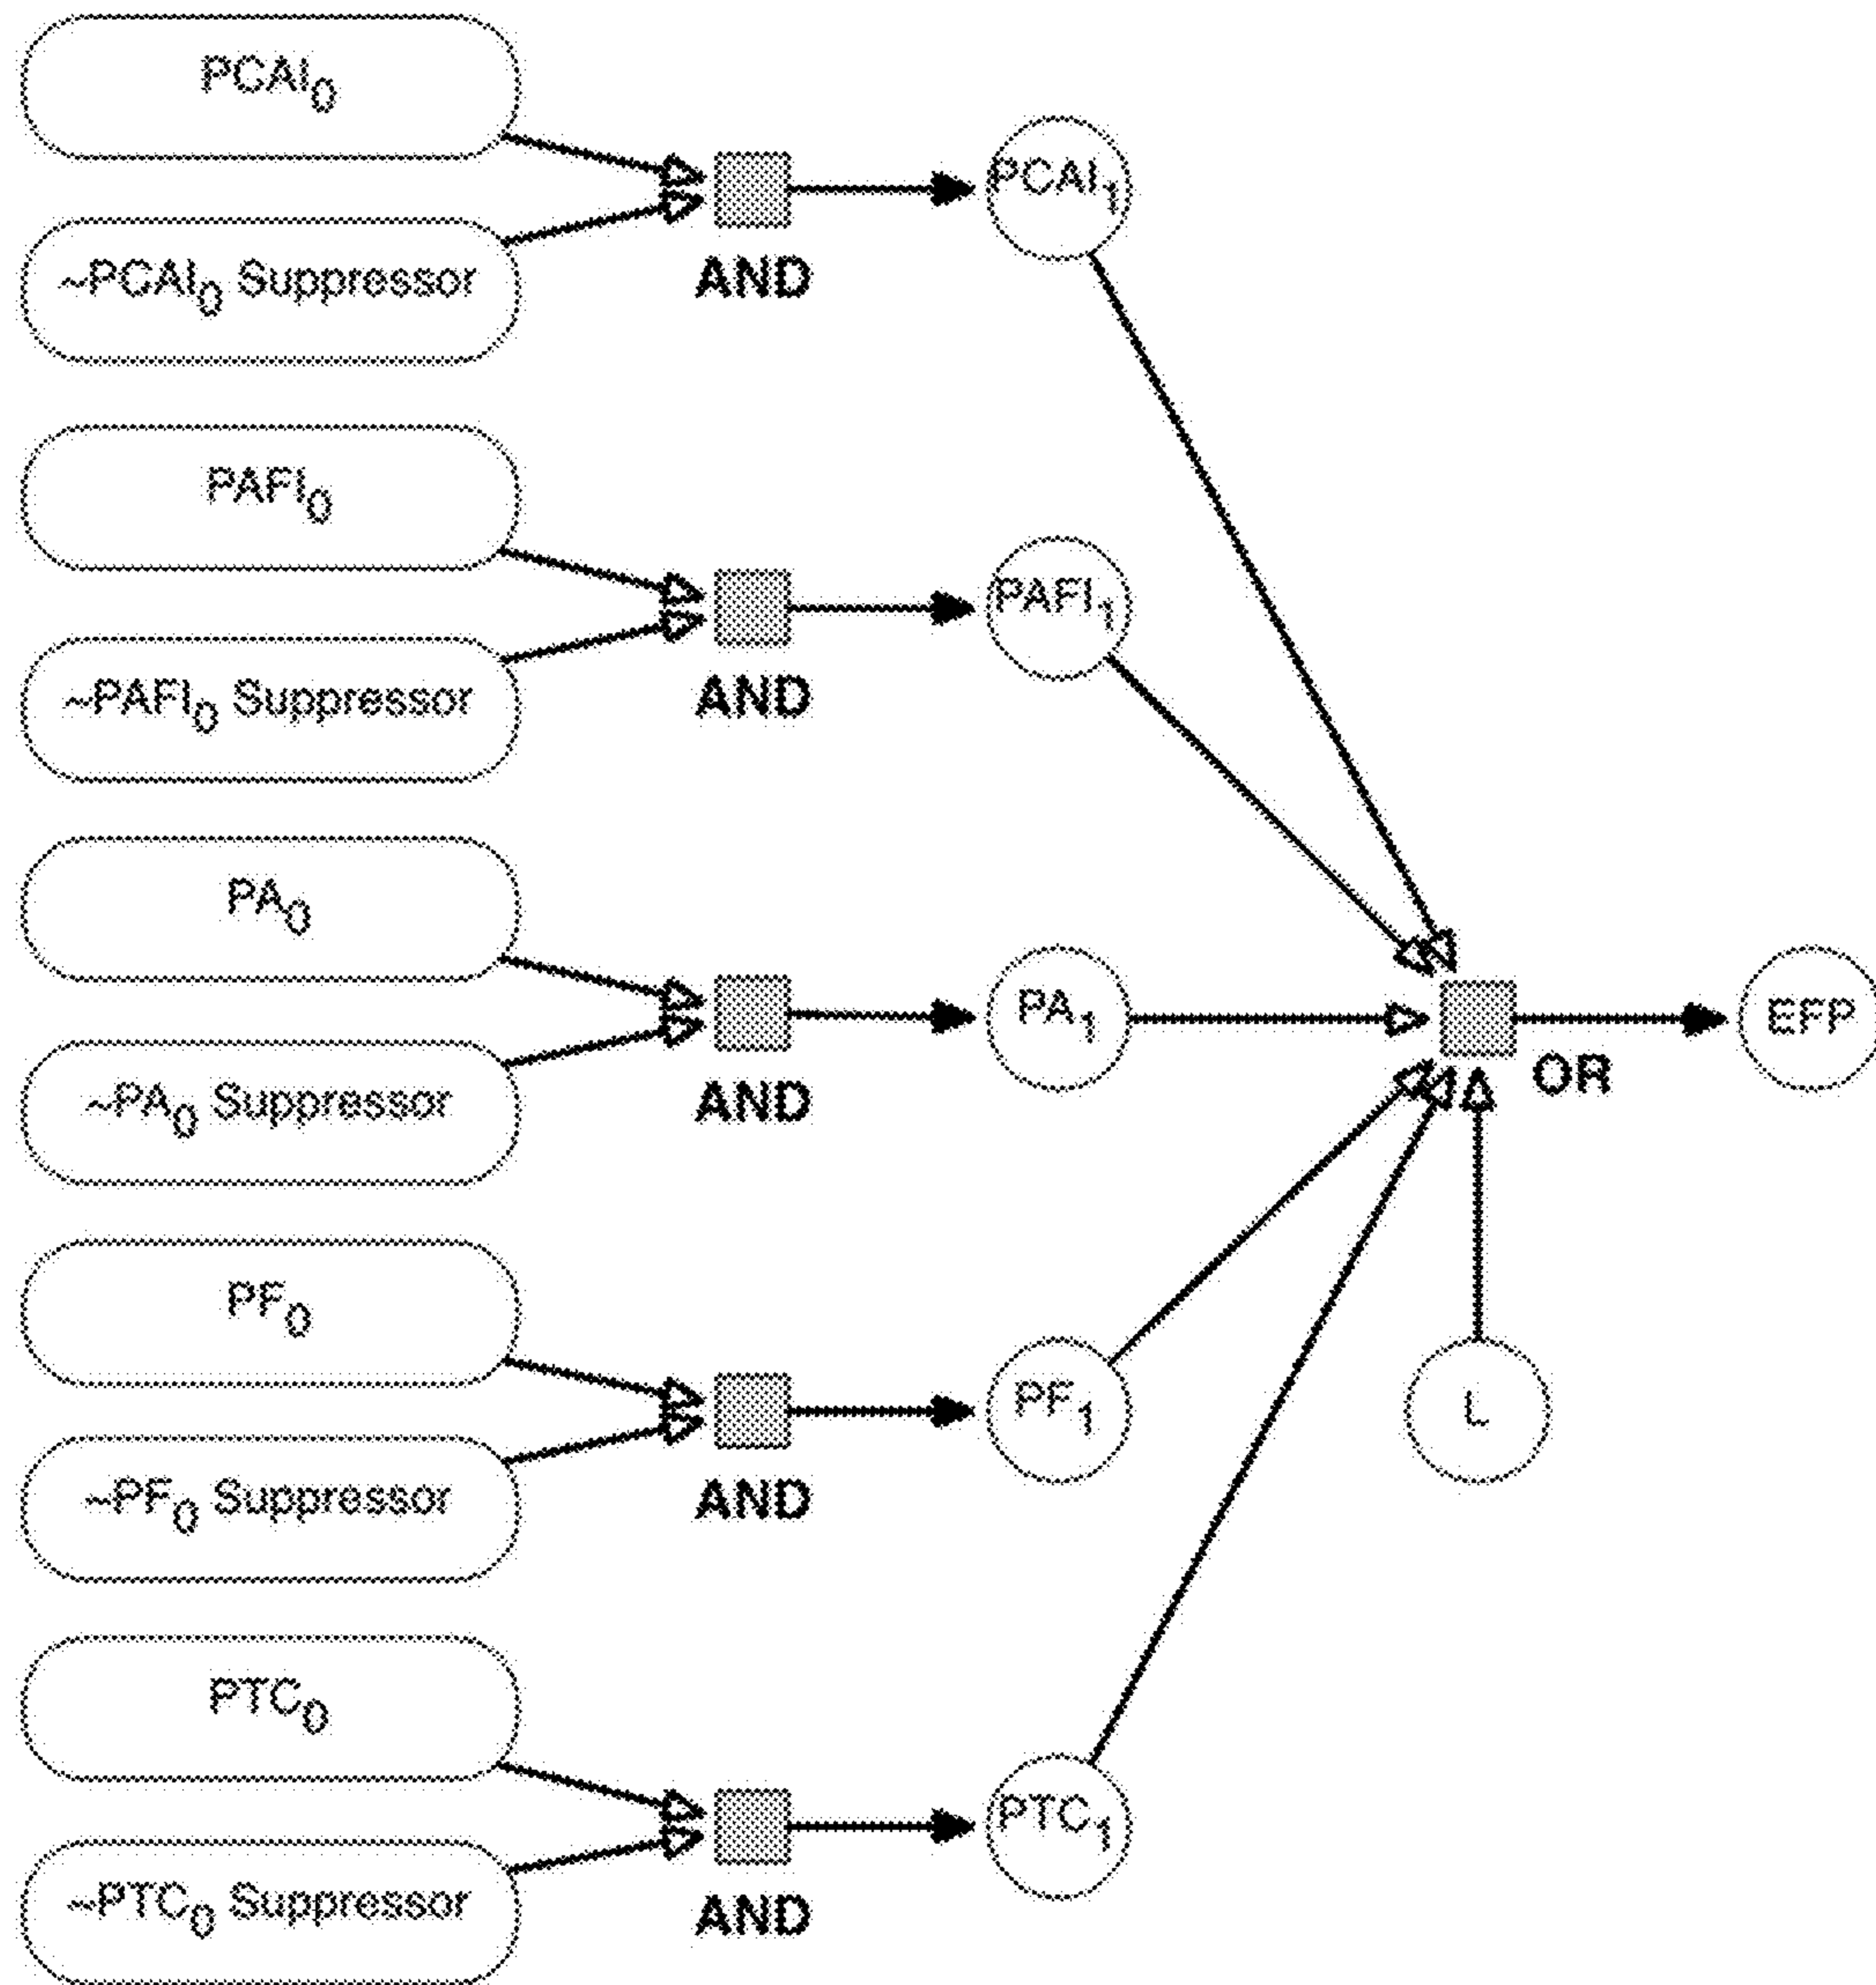 PCAI₀
PCAI₁
~PCAI₀ Suppressor
AND
PAFI₀
PAFI₁
~PAFI₀ Suppressor
AND
PA₀
PA₁
EFP
OR
~PA₀ Suppressor
AND
PF₀
PF₁
L
~PF₀ Suppressor
AND
PTC₀
PTC₁
~PTC₀ Suppressor
AND